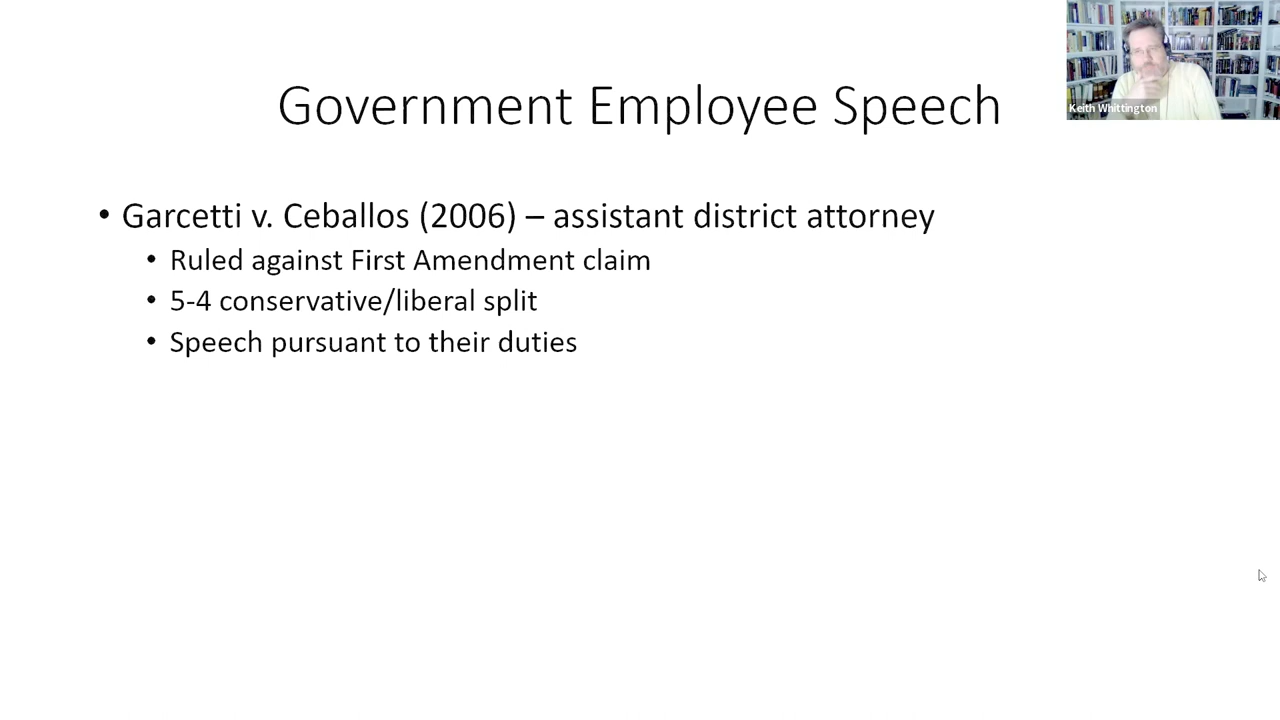 Government Employee Speech
Keith Whittington
• Garcetti v. Ceballos (2006) – assistant district attorney
• Ruled against First Amendment claim
• 5-4 conservative/liberal split
• Speech pursuant to their duties